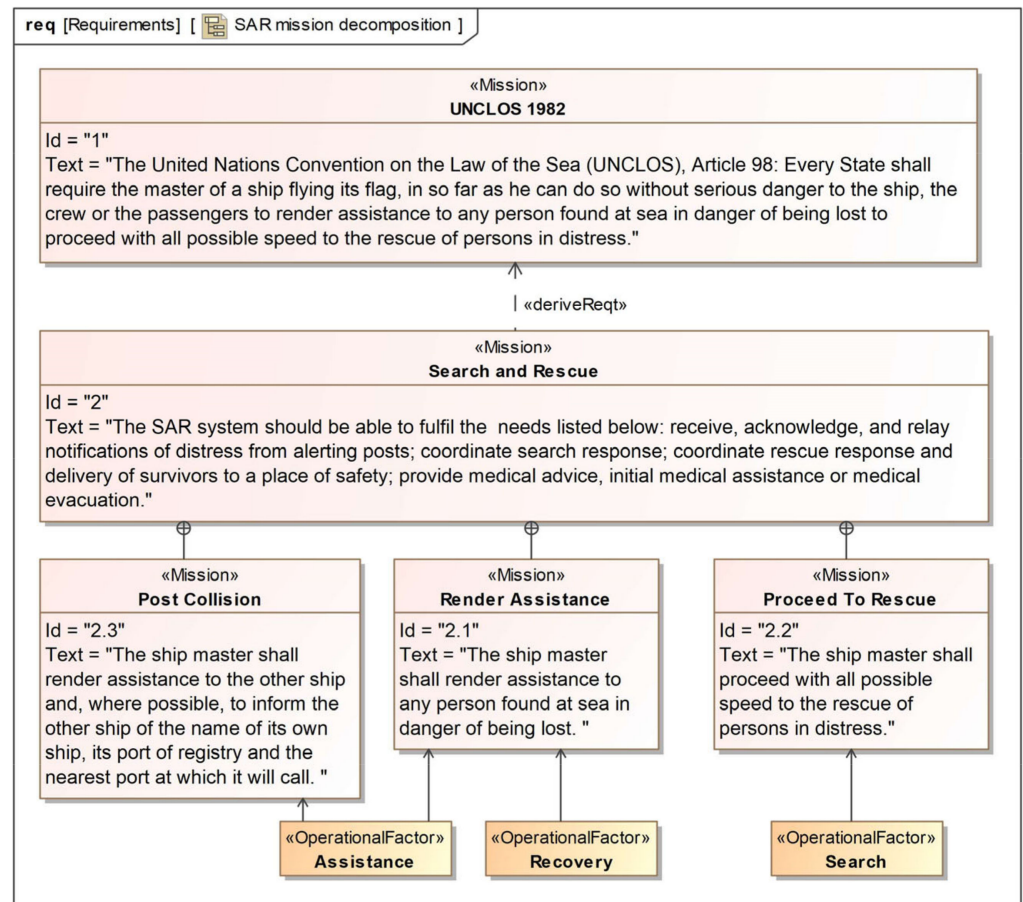 req [Requirements] [ SAR mission decomposition ]
«Mission»
UNCLOS 1982
Id = "1"
Text = "The United Nations Convention on the Law of the Sea (UNCLOS), Article 98: Every State shall
require the master of a ship flying its flag, in so far as he can do so without serious danger to the ship, the
crew or the passengers to render assistance to any person found at sea in danger of being lost to
proceed with all possible speed to the rescue of persons in distress."
«deriveReqt»
«Mission»
Search and Rescue
Id = "2"
Text = "The SAR system should be able to fulfil the  needs listed below: receive, acknowledge, and relay
notifications of distress from alerting posts; coordinate search response; coordinate rescue response and
delivery of survivors to a place of safety; provide medical advice, initial medical assistance or medical
evacuation."
«Mission»
Post Collision
Id = "2.3"
Text = "The ship master shall
render assistance to the other ship
and, where possible, to inform the
other ship of the name of its own
ship, its port of registry and the
nearest port at which it will call. "
«Mission»
Render Assistance
Id = "2.1"
Text = "The ship master
shall render assistance to
any person found at sea in
danger of being lost. "
«Mission»
Proceed To Rescue
Id = "2.2"
Text = "The ship master shall
proceed with all possible
speed to the rescue of
persons in distress."
«OperationalFactor»
Assistance
«OperationalFactor»
Recovery
«OperationalFactor»
Search